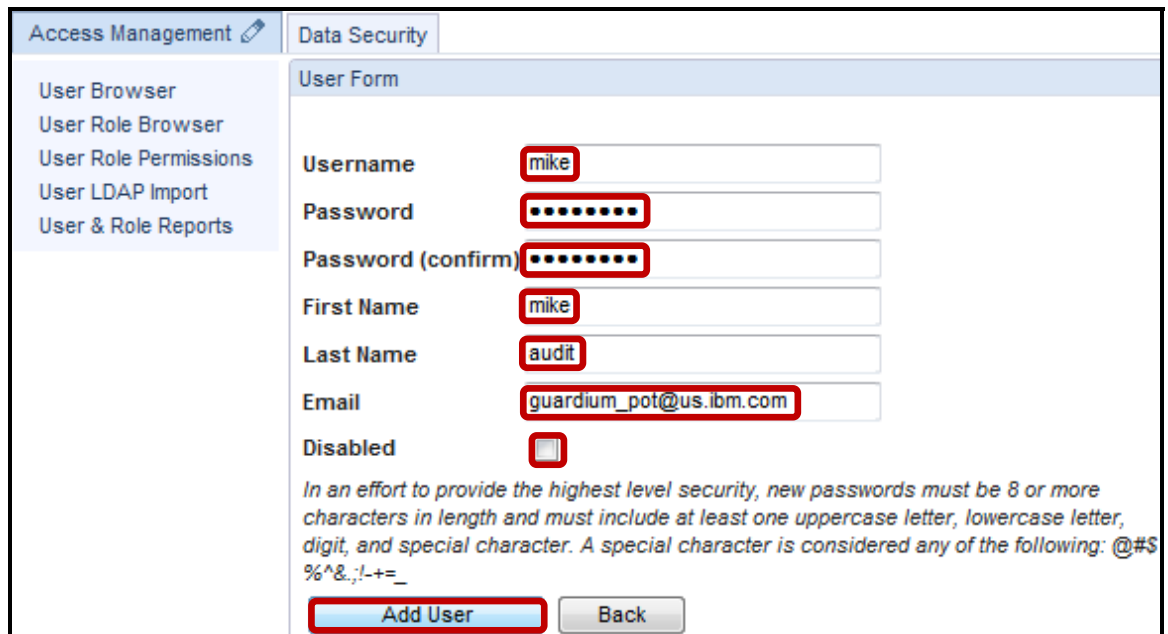 Access Management
Data Security
User Browser
User Role Browser
User Role Permissions
User LDAP Import
User & Role Reports
User Form
Username mike
Password ••••••••
Password (confirm) ••••••••
First Name mike
Last Name audit
Email guardium_pot@us.ibm.com
Disabled
In an effort to provide the highest level security, new passwords must be 8 or more
characters in length and must include at least one uppercase letter, lowercase letter,
digit, and special character. A special character is considered any of the following: @#$
%^&.;!-+=_
Add User Back